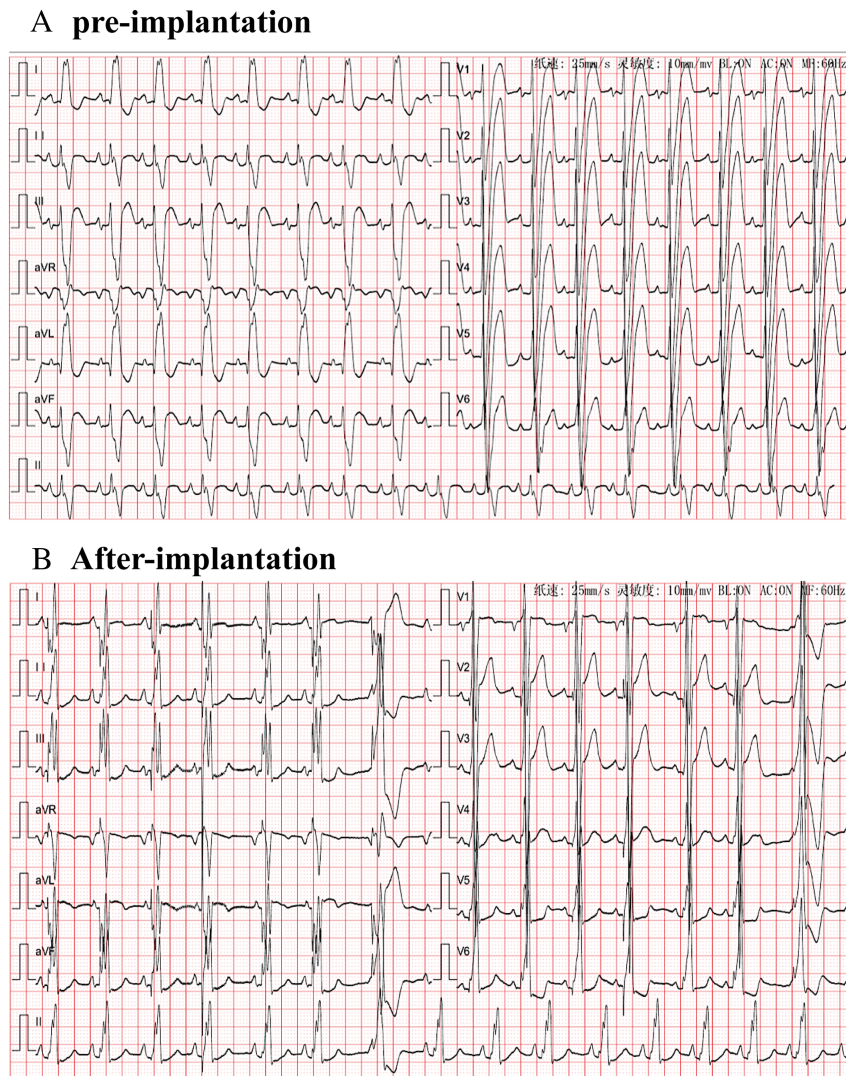 A pre-implantation
I
II
III
aVR
aVL
aVF
II
V1 纸速: 25mm/s 灵敏度: 10mm/mv BL:ON AC:ON MF:60Hz
V2
V3
V4
V5
V6
B After-implantation
I
II
III
aVR
aVL
aVF
II
V1 纸速: 25mm/s 灵敏度: 10mm/mv BL:ON AC:ON MF:60Hz
V2
V3
V4
V5
V6